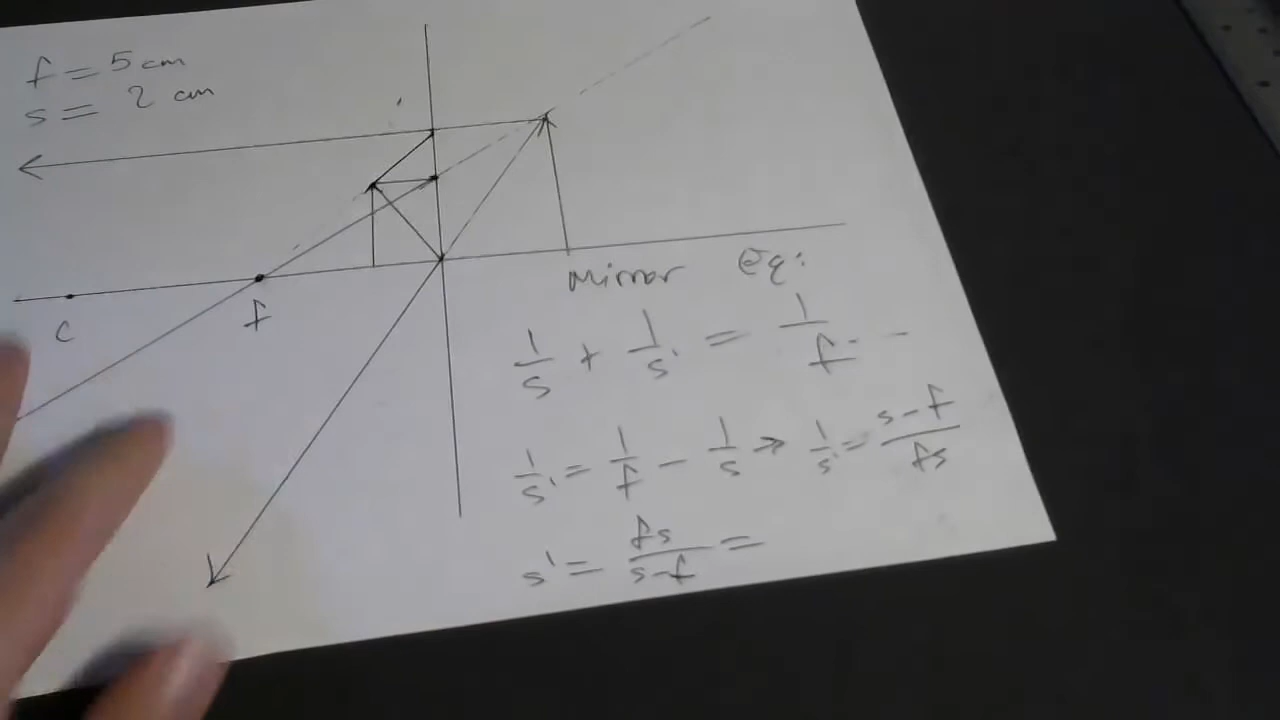 f = 5 cm
s = 2 cm
c
f
Mirror eq:
1/s + 1/s' = 1/f
1/s' = 1/f - 1/s → 1/s' = s-f/fs
s' = fs/s-f =